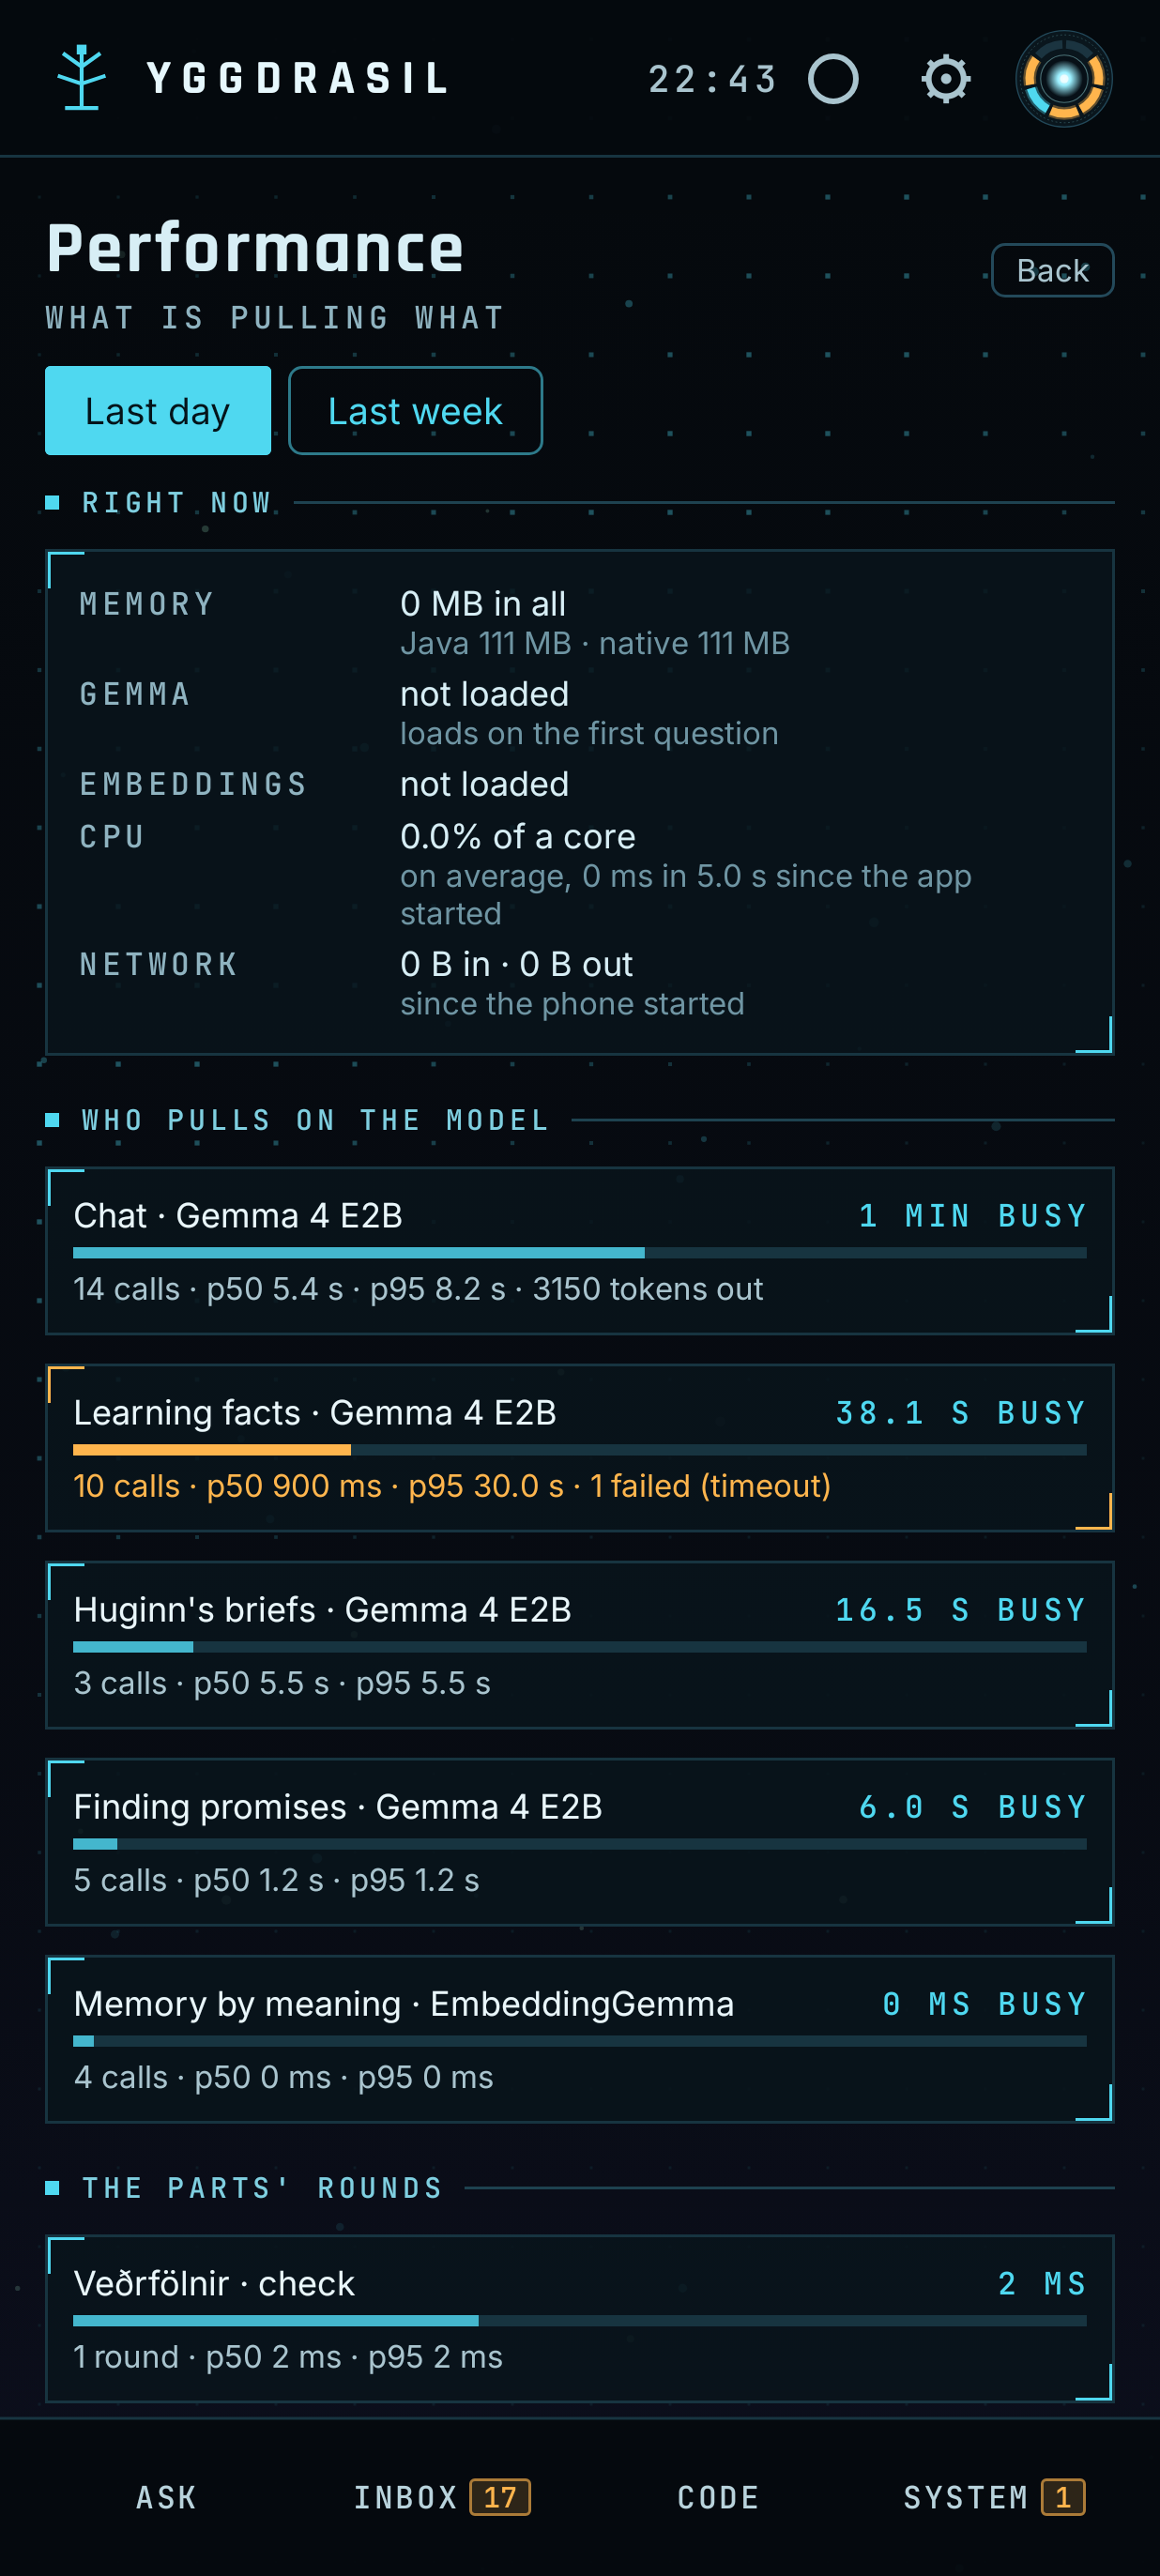 YGGDRASIL
22:43
Performance
Back
WHAT IS PULLING WHAT
Last day
Last week
RIGHT NOW
MEMORY
0 MB in all
Java 111 MB · native 111 MB
GEMMA
not loaded
loads on the first question
EMBEDDINGS
not loaded
CPU
0.0% of a core
on average, 0 ms in 5.0 s since the app
started
NETWORK
0 B in · 0 B out
since the phone started
WHO PULLS ON THE MODEL
Chat · Gemma 4 E2B
1 MIN BUSY
14 calls · p50 5.4 s · p95 8.2 s · 3150 tokens out
Learning facts · Gemma 4 E2B
38.1 S BUSY
10 calls · p50 900 ms · p95 30.0 s · 1 failed (timeout)
Huginn's briefs · Gemma 4 E2B
16.5 S BUSY
3 calls · p50 5.5 s · p95 5.5 s
Finding promises · Gemma 4 E2B
6.0 S BUSY
5 calls · p50 1.2 s · p95 1.2 s
Memory by meaning · EmbeddingGemma
0 MS BUSY
4 calls · p50 0 ms · p95 0 ms
THE PARTS' ROUNDS
Veðrfölnir · check
2 MS
1 round · p50 2 ms · p95 2 ms
ASK
INBOX 17
CODE
SYSTEM 1